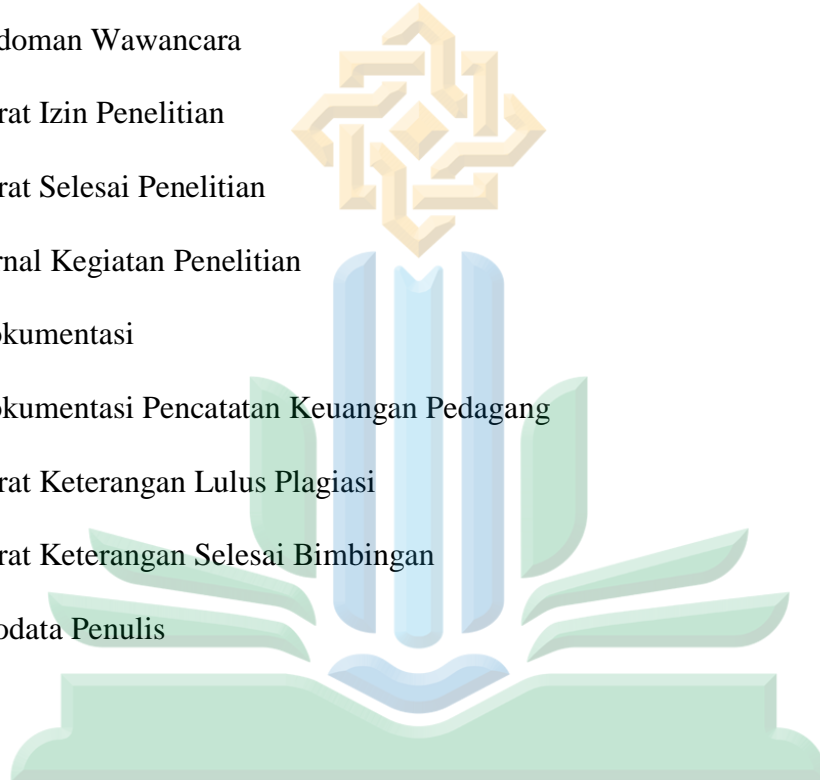 doman Wawancara
rat Izin Penelitian
rat Selesai Penelitian
rnal Kegiatan Penelitian
okumentasi
okumentasi Pencatatan Keuangan Pedagang
rat Keterangan Lulus Plagiasi
rat Keterangan Selesai Bimbingan
odata Penulis